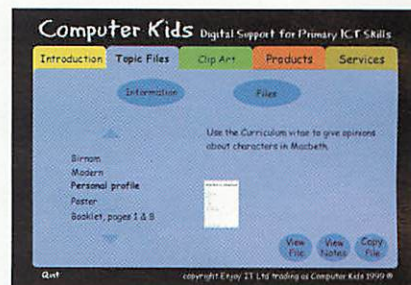 Computer Kids Digital Support for Primary ICT Skills
Introduction Topic Files Clip Art Products Services
Information Files
Use the Curriculum vitae to give opinions
about characters in Macbeth.
Birnam
Modern
Personal profile
Poster
Booklet, pages 1 & 8
View File View Notes Copy File
Quit copyright Enjoy IT Ltd trading as Computer Kids 1999 ®